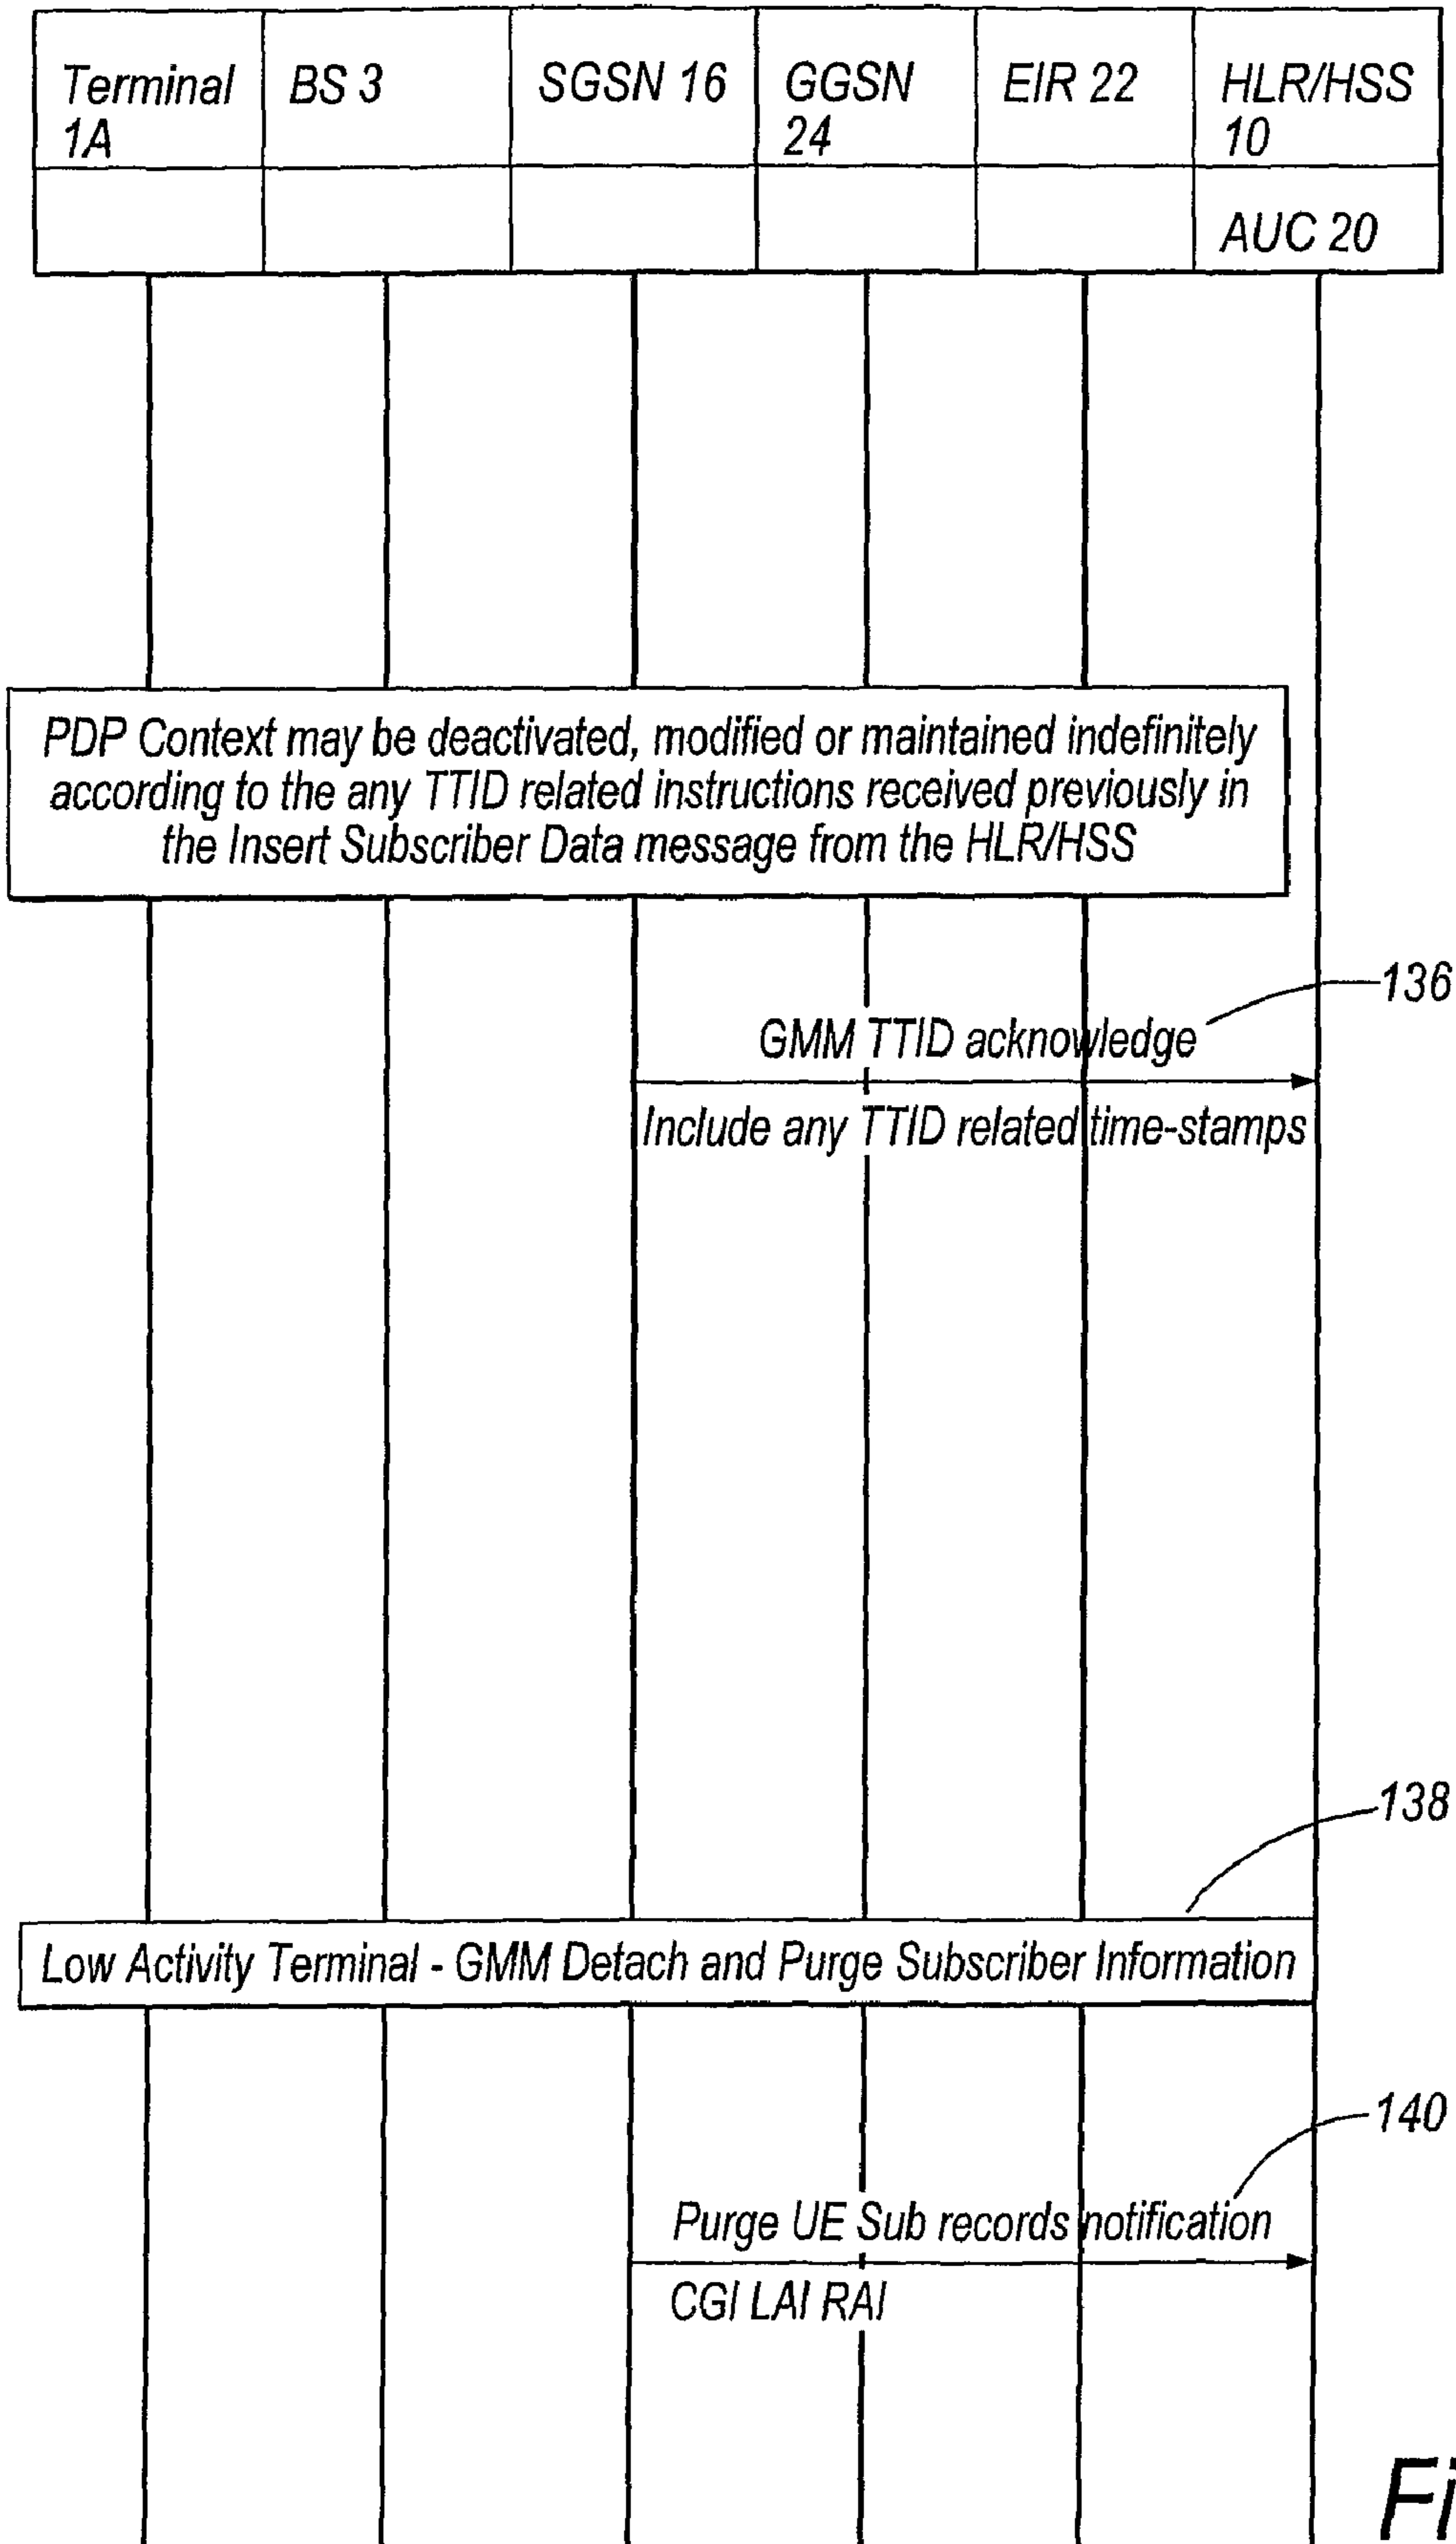 Terminal 1A
BS 3
SGSN 16
GGSN 24
EIR 22
HLR/HSS 10
AUC 20
PDP Context may be deactivated, modified or maintained indefinitely
according to the any TTID related instructions received previously in
the Insert Subscriber Data message from the HLR/HSS
136
GMM TTID acknowledge
Include any TTID related time-stamps
138
Low Activity Terminal - GMM Detach and Purge Subscriber Information
140
Purge UE Sub records notification
CGI LAI RAI